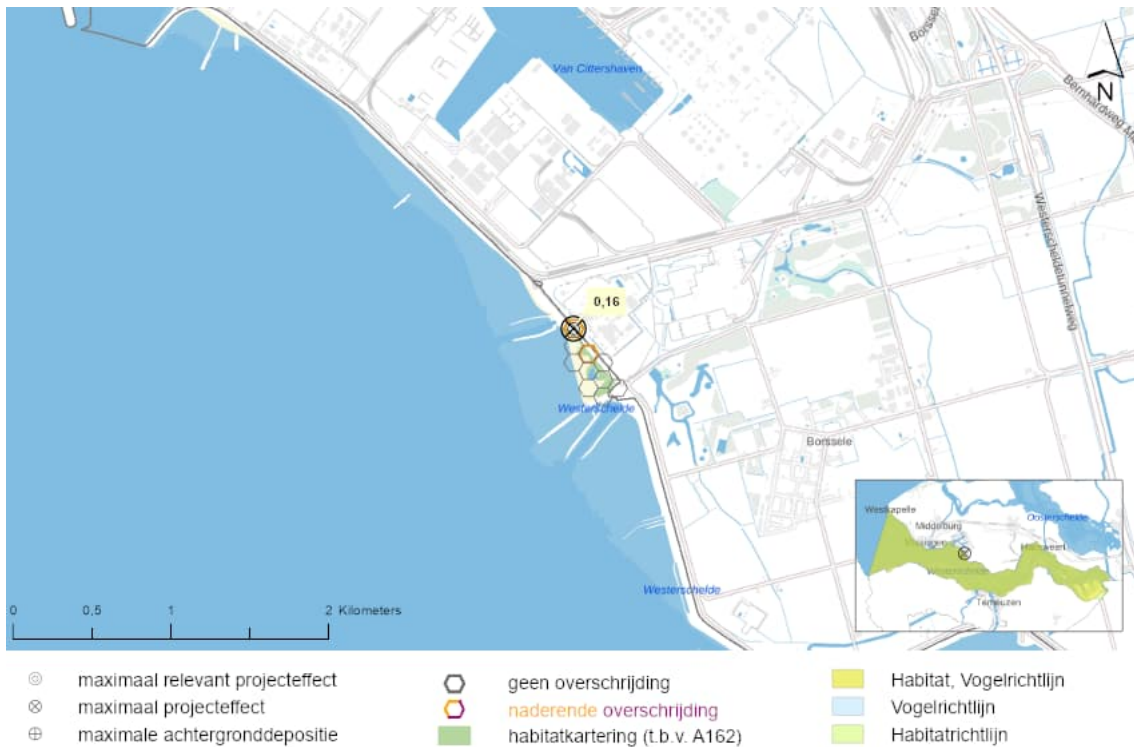 Van Cittershaven
Borssele
Bernhardweg
N
Westerscheldetunnelweg
0,16
Westerschelde
Borssele
Westerschelde
Westkapelle
Middelburg
Oosterschelde
Westerschelde
Terneuzen
0 0,5 1 2 Kilometers
maximaal relevant projecteffect
maximaal projecteffect
maximale achtergronddepositie
geen overschrijding
naderende overschrijding
habitatkartering (t.b.v. A162)
Habitat, Vogelrichtlijn
Vogelrichtlijn
Habitatrichtlijn